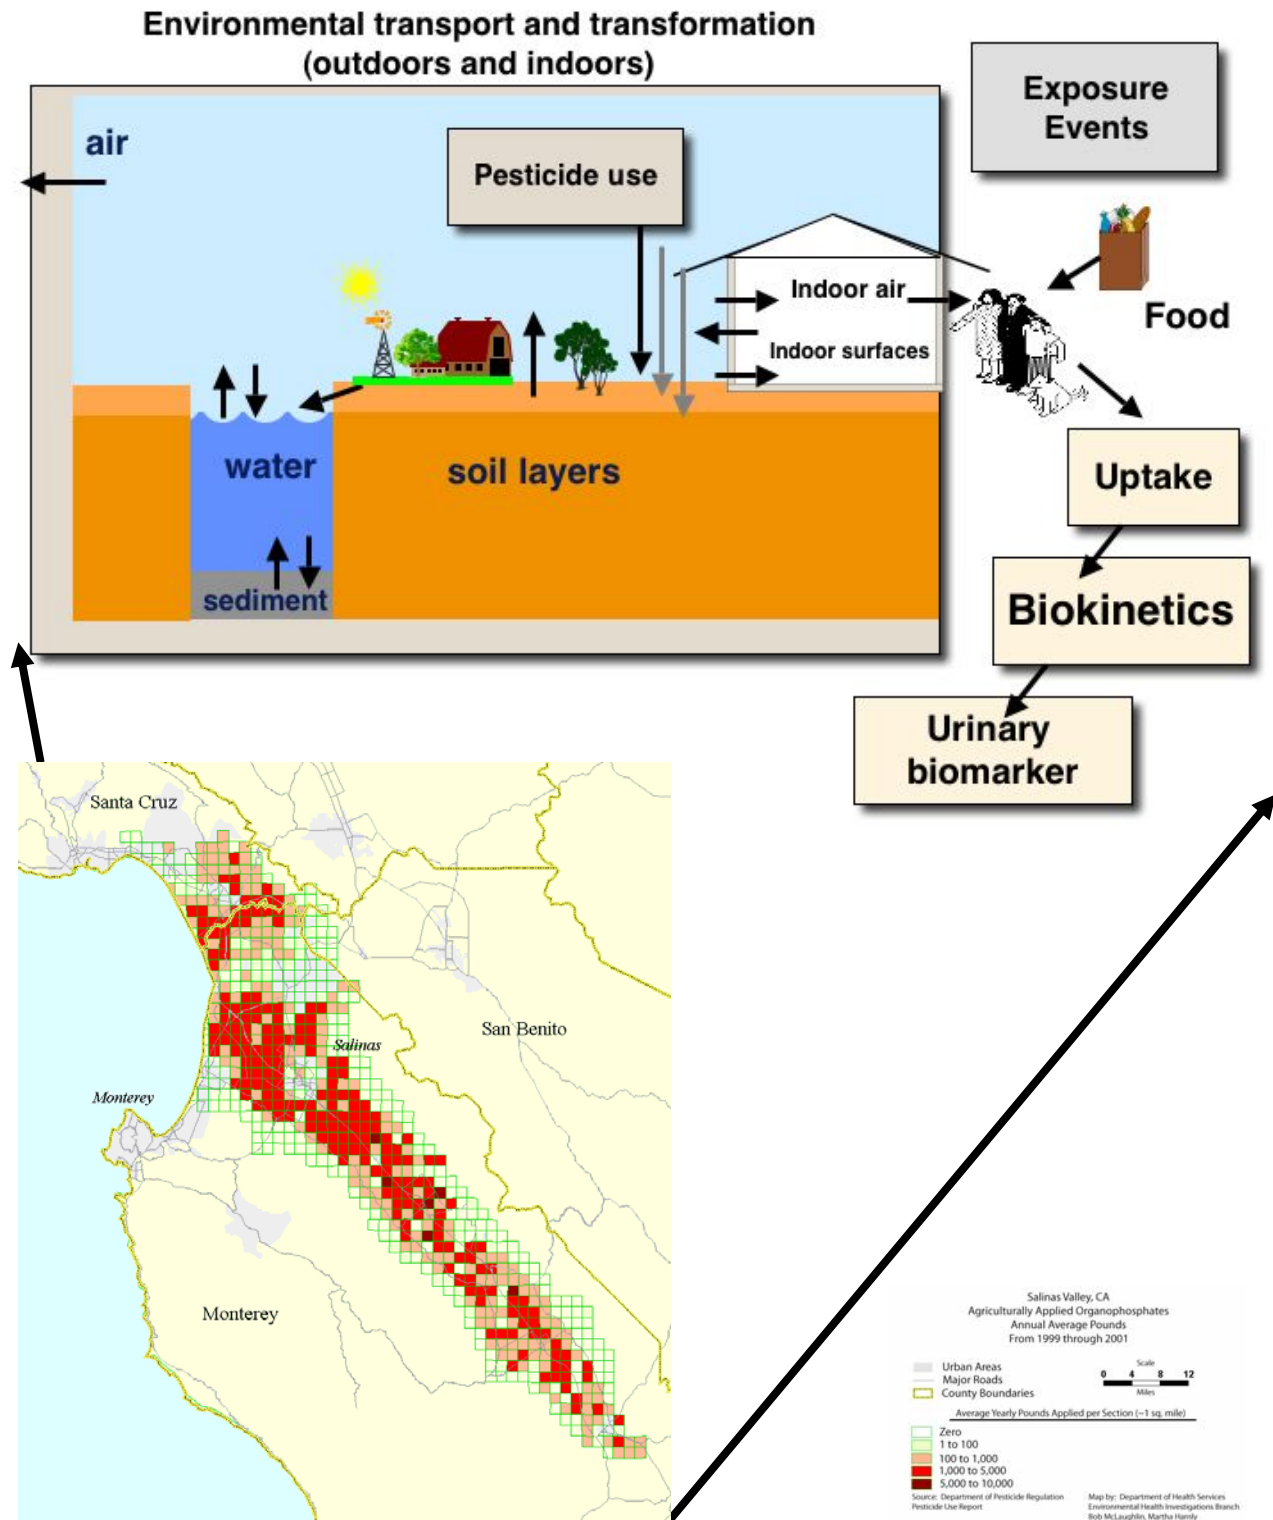 Environmental transport and transformation
(outdoors and indoors)
Exposure
Events
air
Pesticide use
Indoor air
Indoor surfaces
Food
water
soil layers
sediment
Uptake
Biokinetics
Urinary
biomarker
Santa Cruz
San Benito
Salinas
Monterey
Monterey
Salinas Valley, CA
Agriculturally Applied Organophosphates
Annual Average Pounds
From 1999 through 2001
Urban Areas
Major Roads
County Boundaries
Scale
0 4 8 12
Miles
Average Yearly Pounds Applied per Section (~1 sq. mile)
Zero
1 to 100
100 to 1,000
1,000 to 5,000
5,000 to 10,000
Source: Department of Pesticide Regulation
Pesticide Use Report
Map by: Department of Health Services
Environmental Health Investigations Branch
Bob McLaughlin, Martha Harnly